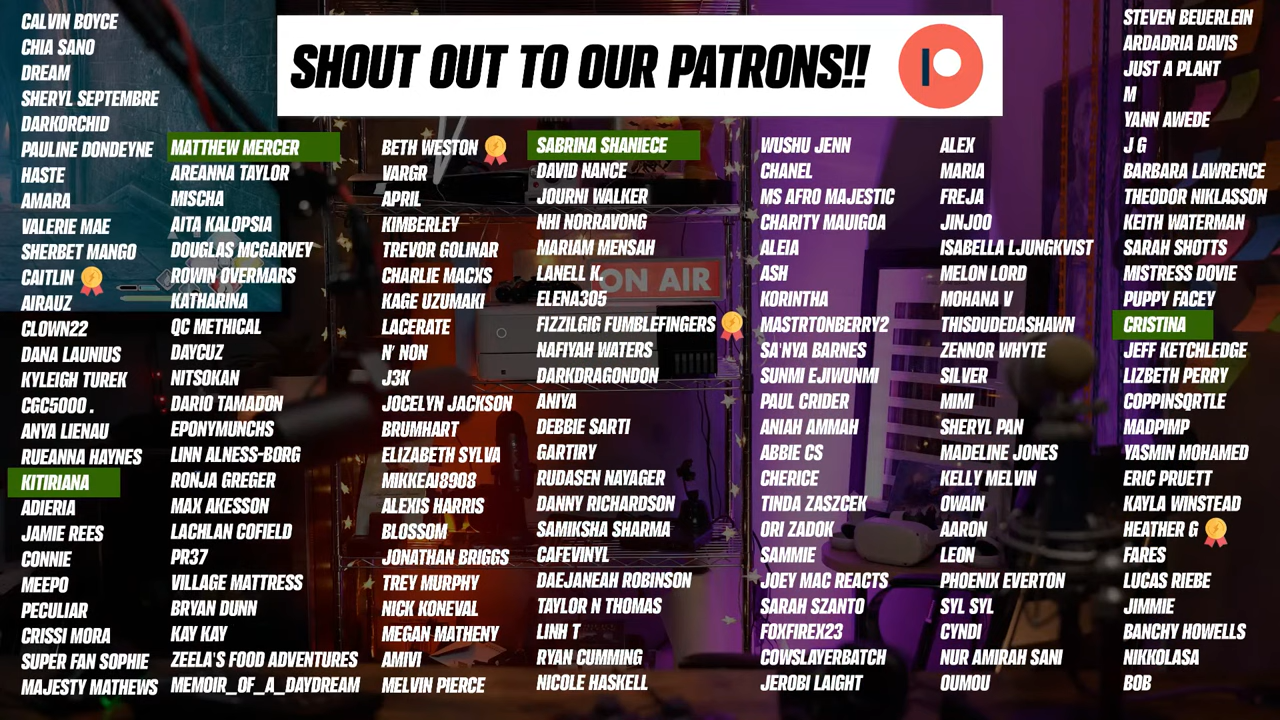 SHOUT OUT TO OUR PATRONS!!
CALVIN BOYCE
CHIA SANO
DREAM
SHERYL SEPTEMBRE
DARKORCHID
PAULINE DONDEYNE
HASTE
AMARA
VALERIE MAE
SHERBET MANGO
CAITLIN
AIRAUZ
CLOWN22
DANA LAUNIUS
KYLEIGH TUREK
CGC5000 .
ANYA LIENAU
RUEANNA HAYNES
KITIRIANA
ADIERIA
JAMIE REES
CONNIE
MEEPO
PECULIAR
CRISSI MORA
SUPER FAN SOPHIE
MAJESTY MATHEWS
MATTHEW MERCER
AREANNA TAYLOR
MISCHA
AITA KALOPSIA
DOUGLAS MCGARVEY
ROWIN OVERMARS
KATHARINA
QC METHICAL
DAYCUZ
NITSOKAN
DARIO TAMADON
EPONYMUNCHS
LINN ALNESS-BORG
RONJA GREGER
MAX AKESSON
LACHLAN COFIELD
PR37
VILLAGE MATTRESS
BRYAN DUNN
KAY KAY
ZEELA'S FOOD ADVENTURES
MEMOIR_OF_A_DAYDREAM
BETH WESTON
VARGR
APRIL
KIMBERLEY
TREVOR GOLINAR
CHARLIE MACKS
KAGE UZUMAKI
LACERATE
N' NON
J3K
JOCELYN JACKSON
BRUMHART
ELIZABETH SYLVA
MIKKEAI8908
ALEXIS HARRIS
BLOSSOM
JONATHAN BRIGGS
TREY MURPHY
NICK KONEVAL
MEGAN MATHENY
AMIVI
MELVIN PIERCE
SABRINA SHANIECE
DAVID NANCE
JOURNI WALKER
NHI NORRAVONG
MARIAM MENSAH
LANELL K.
ELENA305
FIZZILGIG FUMBLEFINGERS
NAFIYAH WATERS
DARKDRAGONDON
ANIYA
DEBBIE SARTI
GARTIRY
RUDASEN NAYAGER
DANNY RICHARDSON
SAMIKSHA SHARMA
CAFEVINYL
DAEJANEAH ROBINSON
TAYLOR N THOMAS
LINH T
RYAN CUMMING
NICOLE HASKELL
ON AIR
WUSHU JENN
CHANEL
MS AFRO MAJESTIC
CHARITY MAUIGOA
ALEIA
ASH
KORINTHA
MASTRTONBERRY2
SA'NYA BARNES
SUNMI EJIWUNMI
PAUL CRIDER
ANIAH AMMAH
ABBIE CS
CHERICE
TINDA ZASZCEK
ORI ZADOK
SAMMIE
JOEY MAC REACTS
SARAH SZANTO
FOXFIREX23
COWSLAYERBATCH
JEROBI LAIGHT
ALEX
MARIA
FREJA
JINJOO
ISABELLA LJUNGKVIST
MELON LORD
MOHANA V
THISDUDEDASHAWN
ZENNOR WHYTE
SILVER
MIMI
SHERYL PAN
MADELINE JONES
KELLY MELVIN
OWAIN
AARON
LEON
PHOENIX EVERTON
SYL SYL
CYNDI
NUR AMIRAH SANI
OUMOU
STEVEN BEUERLEIN
ARDADRIA DAVIS
JUST A PLANT
M
YANN AWEDE
J G
BARBARA LAWRENCE
THEODOR NIKLASSON
KEITH WATERMAN
SARAH SHOTTS
MISTRESS DOVIE
PUPPY FACEY
CRISTINA
JEFF KETCHLEDGE
LIZBETH PERRY
COPPINSQRTLE
MADPIMP
YASMIN MOHAMED
ERIC PRUETT
KAYLA WINSTEAD
HEATHER G
FARES
LUCAS RIEBE
JIMMIE
BANCHY HOWELLS
NIKKOLASA
BOB